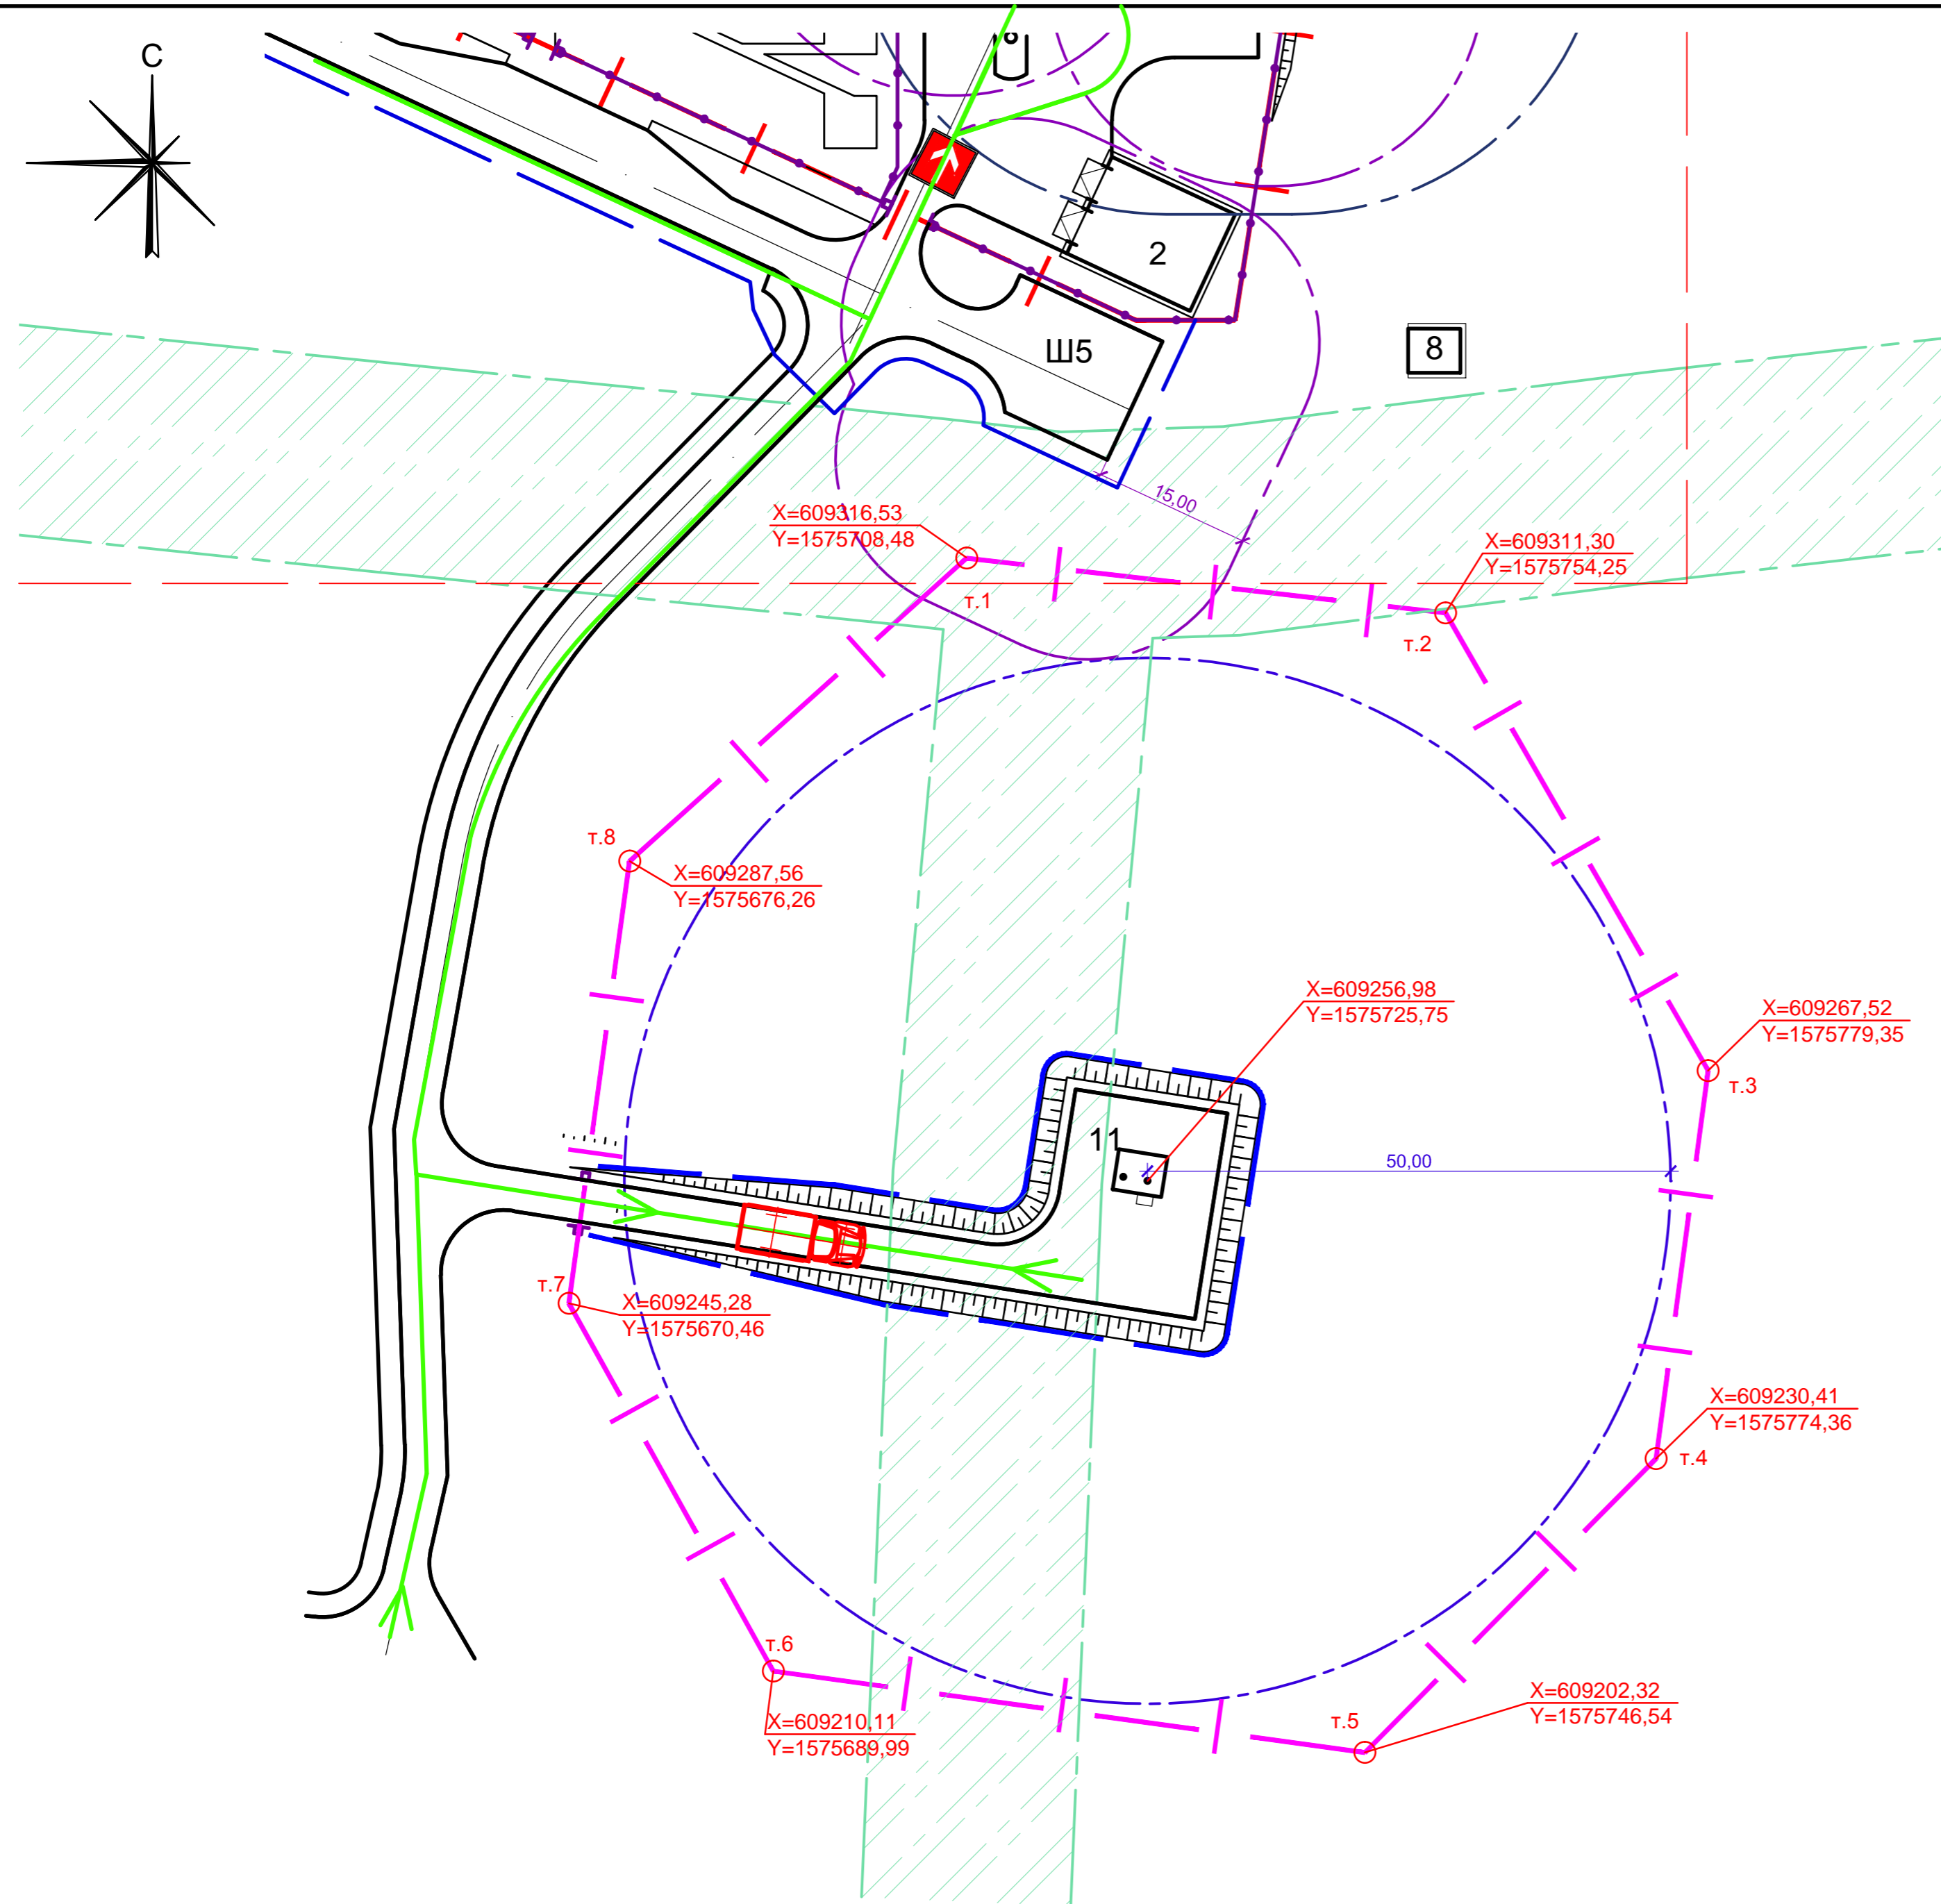 С
2
Ш5
8
15,00
X=609316,53
Y=1575708,48
т.1
X=609311,30
Y=1575754,25
т.2
т.8
X=609287,56
Y=1575676,26
X=609256,98
Y=1575725,75
X=609267,52
Y=1575779,35
т.3
11
50,00
т.7
X=609245,28
Y=1575670,46
X=609230,41
Y=1575774,36
т.4
т.6
X=609210,11
Y=1575689,99
т.5
X=609202,32
Y=1575746,54